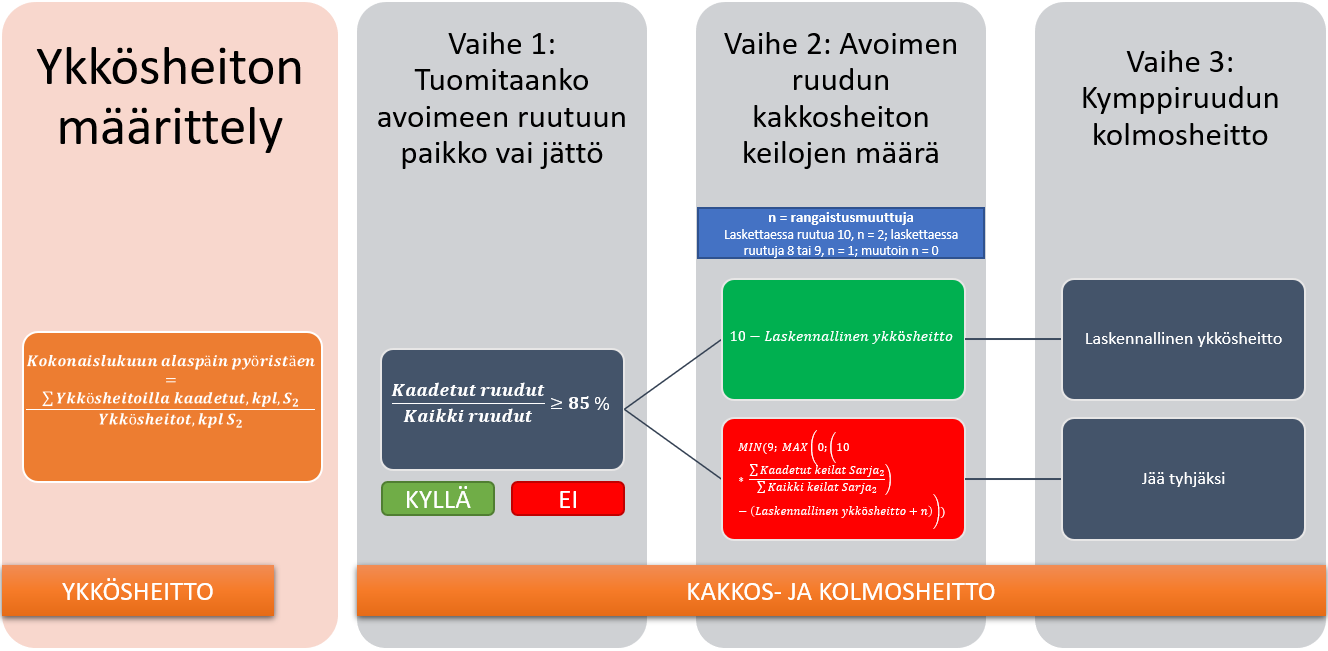 Ykkösheiton
määrittely
Kokonaislukuun alaspäin pyöristäen
=
∑ Ykkösheitoilla kaadetut, kpl, S₂
Ykkösheitot, kpl S₂
YKKÖSHEITTO
Vaihe 1:
Tuomitaanko
avoimeen ruutuun
paikko vai jättö
Kaadetut ruudut
Kaikki ruudut
≥ 85 %
KYLLÄ
EI
Vaihe 2: Avoimen
ruudun
kakkosheiton
keilojen määrä
n = rangaistusmuuttuja
Laskettaessa ruutua 10, n = 2; laskettaessa
ruutuja 8 tai 9, n = 1; muutoin n = 0
10 − Laskennallinen ykkösheitto
MIN(9; MAX(0; (10
* ∑ Kaadetut keilat Sarja₂
∑ Kaikki keilat Sarja₂ )
− (Laskennallinen ykkösheitto + n)))
Vaihe 3:
Kymppiruudun
kolmosheitto
Laskennallinen ykkösheitto
Jää tyhjäksi
KAKKOS- JA KOLMOSHEITTO